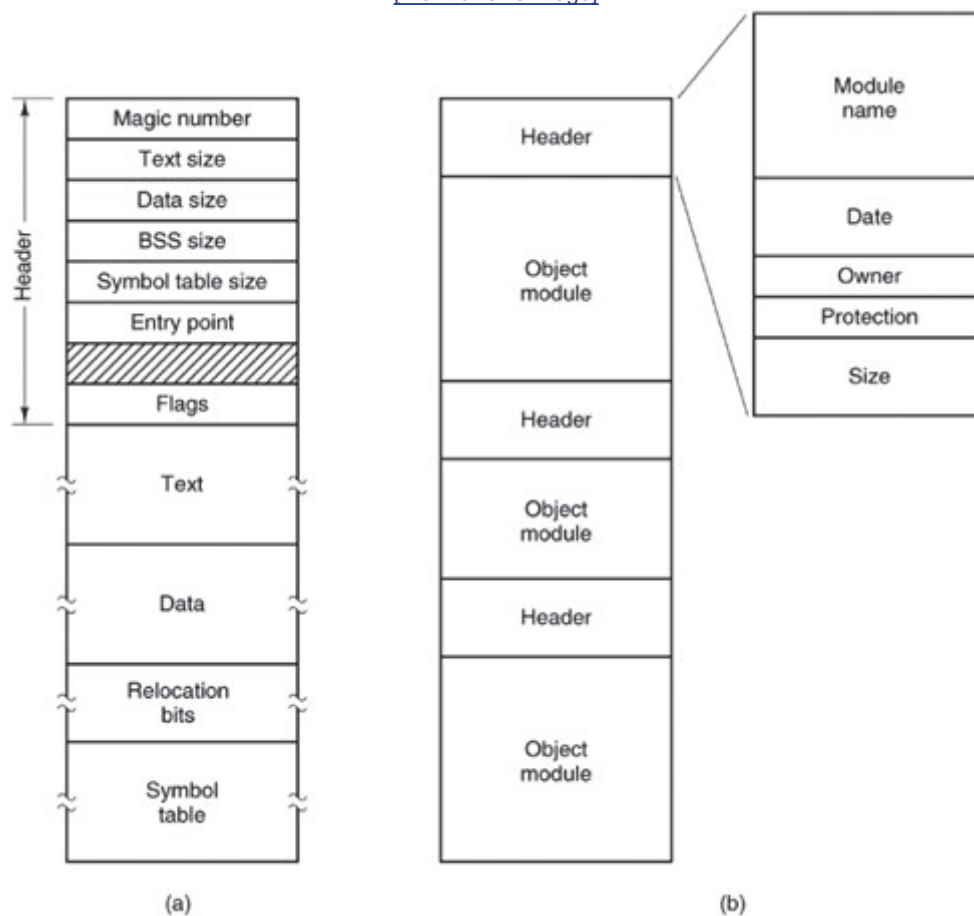 Magic number
Text size
Data size
BSS size
Symbol table size
Entry point
Flags
Header
Text
Data
Relocation
bits
Symbol
table
(a)
Header
Object
module
Header
Object
module
Header
Object
module
Module
name
Date
Owner
Protection
Size
(b)